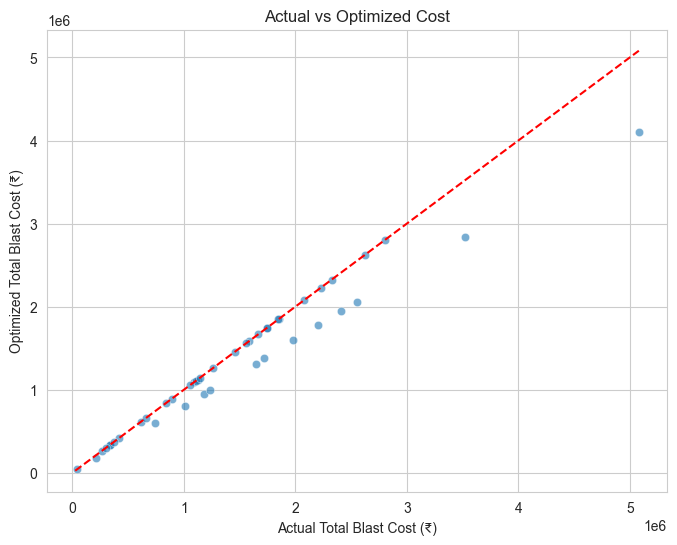 Actual vs Optimized Cost
1e6
5
4
3
2
1
0
Optimized Total Blast Cost (₹)
0 1 2 3 4 5
1e6
Actual Total Blast Cost (₹)